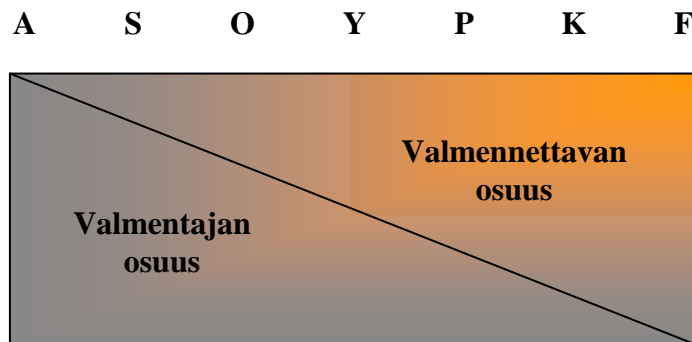 A S O Y P K F
Valmennettavan
osuus
Valmentajan
osuus